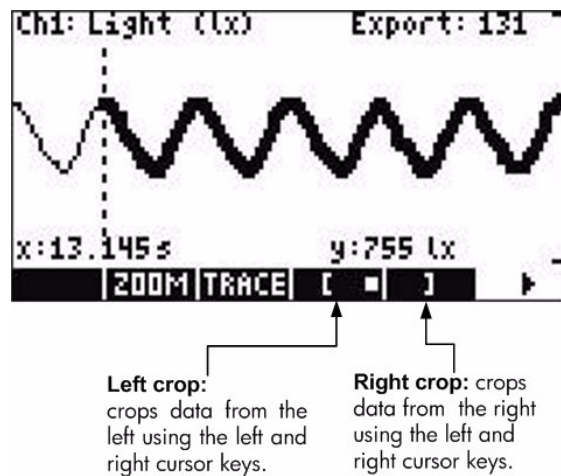 Ch1: Light (lx) Export: 131
x:13.145s y:755 lx
ZOOM TRACE [ ]
Left crop:
crops data from the
left using the left and
right cursor keys.
Right crop: crops
data from the right
using the left and
right cursor keys.